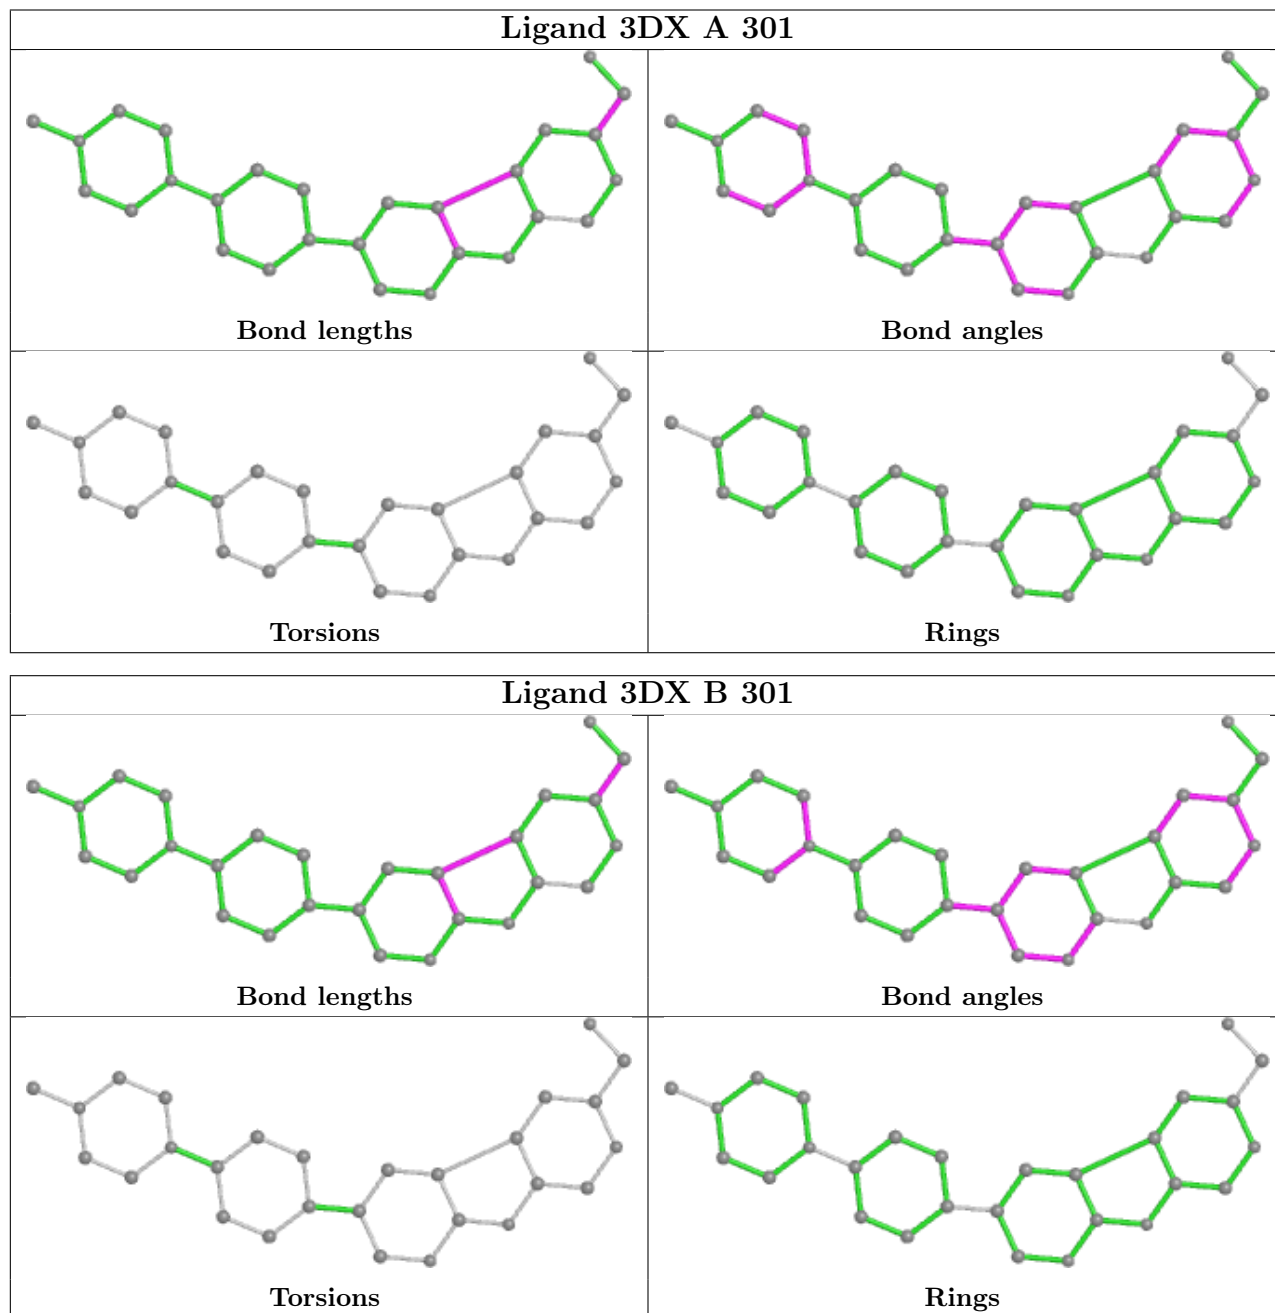 Ligand 3DX A 301
Bond lengths
Bond angles
Torsions
Rings
Ligand 3DX B 301
Bond lengths
Bond angles
Torsions
Rings